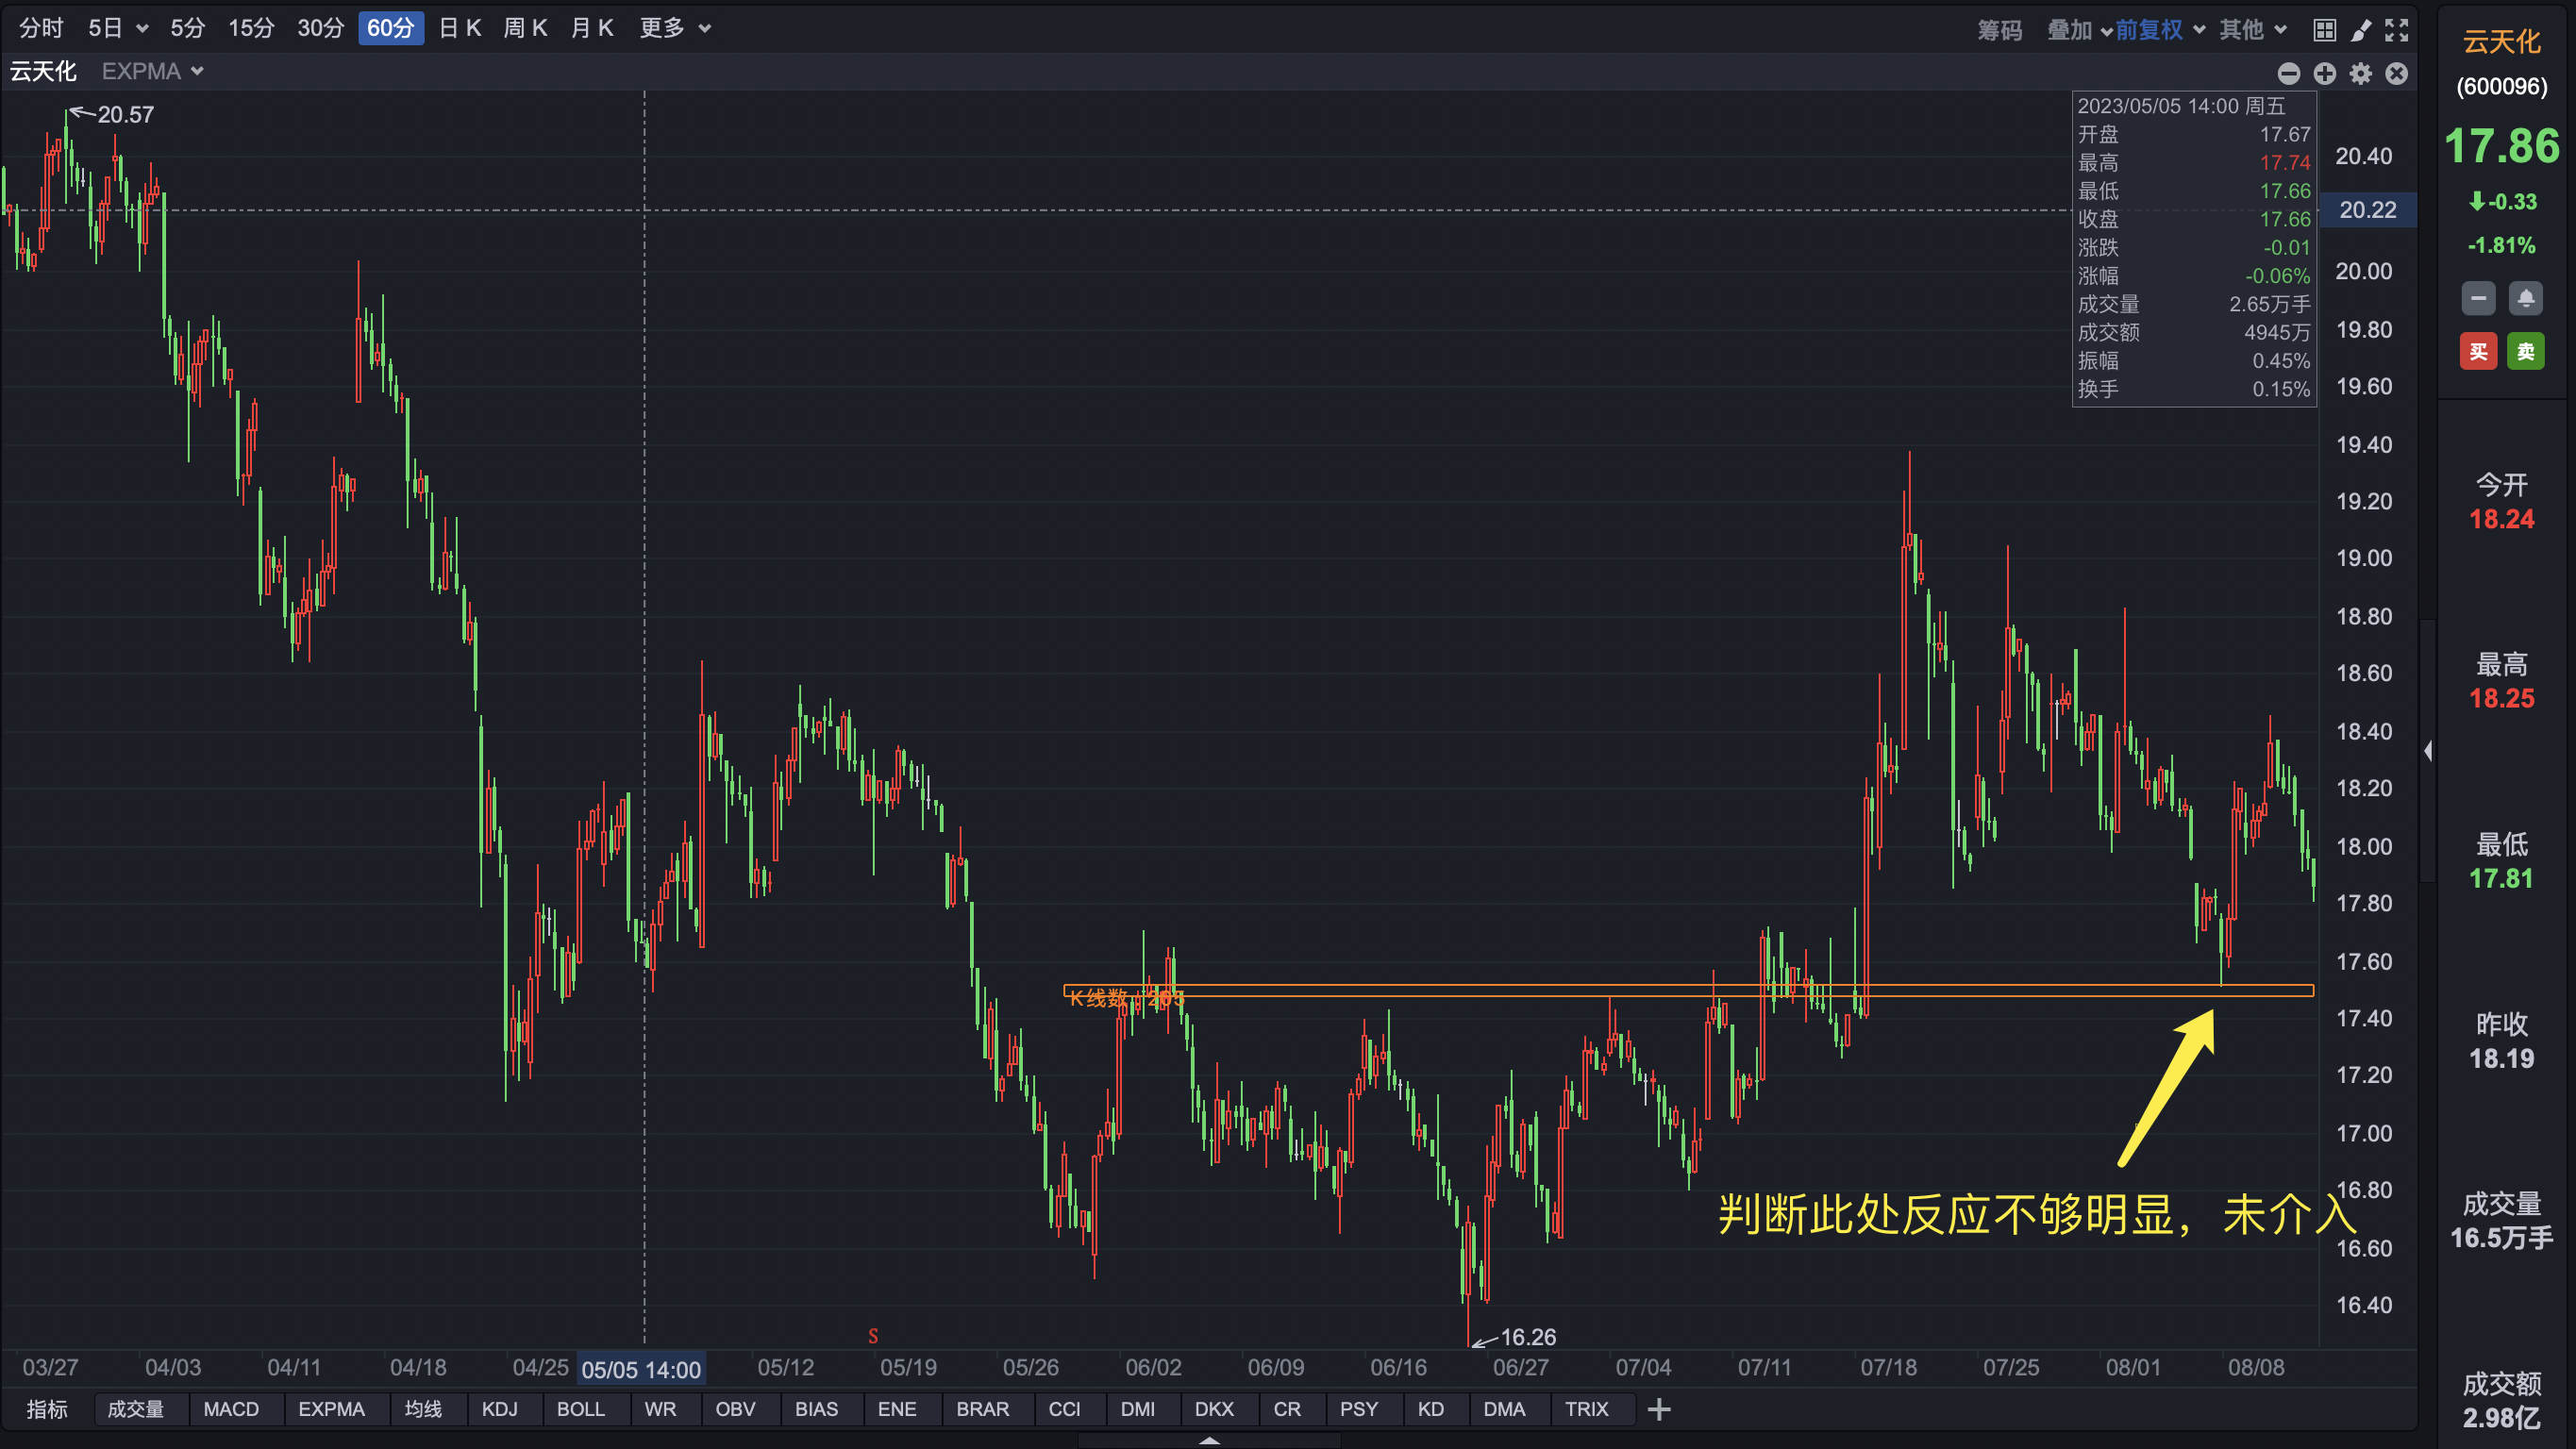 分时 5日 5分 15分 30分 60分 日K 周K 月K 更多 筹码 叠加 前复权 其他
云天化 EXPMA
20.57
2023/05/05 14:00 周五
开盘 17.67
最高 17.74
最低 17.66
收盘 17.66
涨跌 -0.01
涨幅 -0.06%
成交量 2.65万手
成交额 4945万
振幅 0.45%
换手 0.15%
20.40
20.22
20.00
19.80
19.60
19.40
19.20
19.00
18.80
18.60
18.40
18.20
18.00
17.80
17.60
17.40
17.20
17.00
16.80
16.60
16.40
K线数: 205
判断此处反应不够明显，未介入
16.26
S
03/27 04/03 04/11 04/18 04/25 05/05 14:00 05/12 05/19 05/26 06/02 06/09 06/16 06/27 07/04 07/11 07/18 07/25 08/01 08/08
指标 成交量 MACD EXPMA 均线 KDJ BOLL WR OBV BIAS ENE BRAR CCI DMI DKX CR PSY KD DMA TRIX
云天化
(600096)
17.86
-0.33
-1.81%
买 卖
今开
18.24
最高
18.25
最低
17.81
昨收
18.19
成交量
16.5万手
成交额
2.98亿